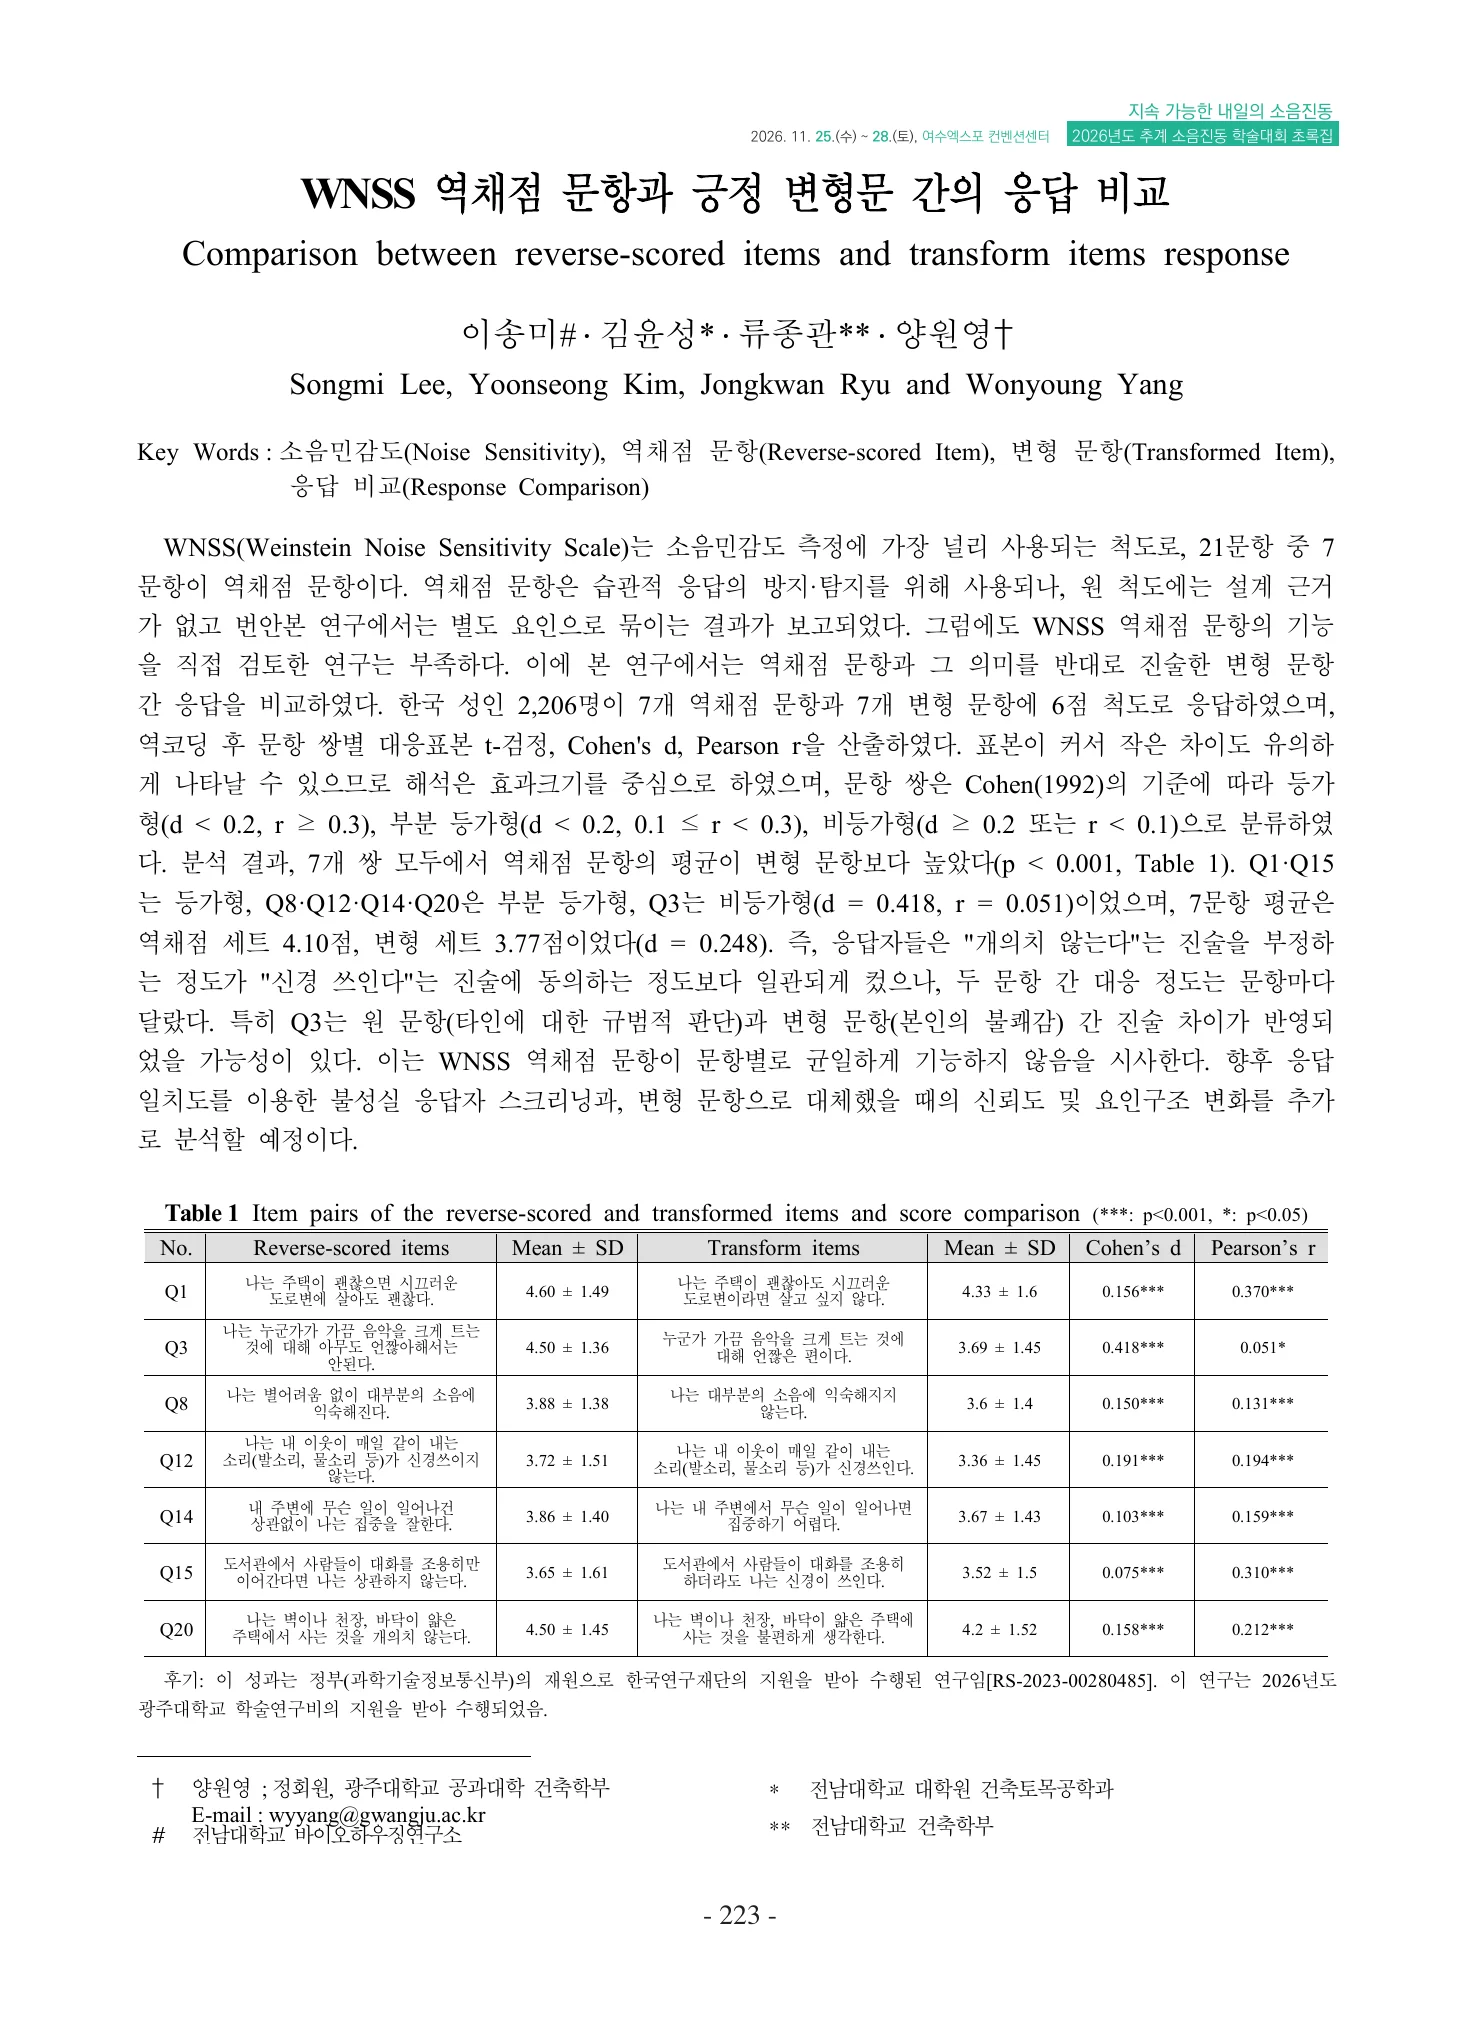 지속 가능한 내일의 소음진동
2026. 11. 25.(수) ~ 28.(토), 여수엑스포 컨벤션센터 2026년도 추계 소음진동 학술대회 초록집
WNSS 역채점 문항과 긍정 변형문 간의 응답 비교
Comparison between reverse-scored items and transform items response
이송미# · 김윤성* · 류종관** · 양원영†
Songmi Lee, Yoonseong Kim, Jongkwan Ryu and Wonyoung Yang
Key Words : 소음민감도(Noise Sensitivity), 역채점 문항(Reverse-scored Item), 변형 문항(Transformed Item),
응답 비교(Response Comparison)
WNSS(Weinstein Noise Sensitivity Scale)는 소음민감도 측정에 가장 널리 사용되는 척도로, 21문항 중 7
문항이 역채점 문항이다. 역채점 문항은 습관적 응답의 방지·탐지를 위해 사용되나, 원 척도에는 설계 근거
가 없고 번안본 연구에서는 별도 요인으로 묶이는 결과가 보고되었다. 그럼에도 WNSS 역채점 문항의 기능
을 직접 검토한 연구는 부족하다. 이에 본 연구에서는 역채점 문항과 그 의미를 반대로 진술한 변형 문항
간 응답을 비교하였다. 한국 성인 2,206명이 7개 역채점 문항과 7개 변형 문항에 6점 척도로 응답하였으며,
역코딩 후 문항 쌍별 대응표본 t-검정, Cohen's d, Pearson r을 산출하였다. 표본이 커서 작은 차이도 유의하
게 나타날 수 있으므로 해석은 효과크기를 중심으로 하였으며, 문항 쌍은 Cohen(1992)의 기준에 따라 등가
형(d < 0.2, r ≥ 0.3), 부분 등가형(d < 0.2, 0.1 ≤ r < 0.3), 비등가형(d ≥ 0.2 또는 r < 0.1)으로 분류하였
다. 분석 결과, 7개 쌍 모두에서 역채점 문항의 평균이 변형 문항보다 높았다(p < 0.001, Table 1). Q1·Q15
는 등가형, Q8·Q12·Q14·Q20은 부분 등가형, Q3는 비등가형(d = 0.418, r = 0.051)이었으며, 7문항 평균은
역채점 세트 4.10점, 변형 세트 3.77점이었다(d = 0.248). 즉, 응답자들은 "개의치 않는다"는 진술을 부정하
는 정도가 "신경 쓰인다"는 진술에 동의하는 정도보다 일관되게 컸으나, 두 문항 간 대응 정도는 문항마다
달랐다. 특히 Q3는 원 문항(타인에 대한 규범적 판단)과 변형 문항(본인의 불쾌감) 간 진술 차이가 반영되
었을 가능성이 있다. 이는 WNSS 역채점 문항이 문항별로 균일하게 기능하지 않음을 시사한다. 향후 응답
일치도를 이용한 불성실 응답자 스크리닝과, 변형 문항으로 대체했을 때의 신뢰도 및 요인구조 변화를 추가
로 분석할 예정이다.
Table 1 Item pairs of the reverse-scored and transformed items and score comparison (***: p<0.001, *: p<0.05)
No. Reverse-scored items Mean ± SD Transform items Mean ± SD Cohen’s d Pearson’s r
Q1 나는 주택이 괜찮으면 시끄러운 도로변에 살아도 괜찮다. 4.60 ± 1.49 나는 주택이 괜찮아도 시끄러운 도로변이라면 살고 싶지 않다. 4.33 ± 1.6 0.156*** 0.370***
Q3 나는 누군가가 가끔 음악을 크게 트는 것에 대해 아무도 언짢아해서는 안된다. 4.50 ± 1.36 누군가 가끔 음악을 크게 트는 것에 대해 언짢은 편이다. 3.69 ± 1.45 0.418*** 0.051*
Q8 나는 별어려움 없이 대부분의 소음에 익숙해진다. 3.88 ± 1.38 나는 대부분의 소음에 익숙해지지 않는다. 3.6 ± 1.4 0.150*** 0.131***
Q12 나는 내 이웃이 매일 같이 내는 소리(발소리, 물소리 등)가 신경쓰이지 않는다. 3.72 ± 1.51 나는 내 이웃이 매일 같이 내는 소리(발소리, 물소리 등)가 신경쓰인다. 3.36 ± 1.45 0.191*** 0.194***
Q14 내 주변에 무슨 일이 일어나건 상관없이 나는 집중을 잘한다. 3.86 ± 1.40 나는 내 주변에서 무슨 일이 일어나면 집중하기 어렵다. 3.67 ± 1.43 0.103*** 0.159***
Q15 도서관에서 사람들이 대화를 조용히만 이어간다면 나는 상관하지 않는다. 3.65 ± 1.61 도서관에서 사람들이 대화를 조용히 하더라도 나는 신경이 쓰인다. 3.52 ± 1.5 0.075*** 0.310***
Q20 나는 벽이나 천장, 바닥이 얇은 주택에서 사는 것을 개의치 않는다. 4.50 ± 1.45 나는 벽이나 천장, 바닥이 얇은 주택에 사는 것을 불편하게 생각한다. 4.2 ± 1.52 0.158*** 0.212***
후기: 이 성과는 정부(과학기술정보통신부)의 재원으로 한국연구재단의 지원을 받아 수행된 연구임[RS-2023-00280485]. 이 연구는 2026년도
광주대학교 학술연구비의 지원을 받아 수행되었음.
† 양원영 ; 정회원, 광주대학교 공과대학 건축학부
E-mail : wyyang@gwangju.ac.kr
# 전남대학교 바이오하우징연구소
* 전남대학교 대학원 건축토목공학과
** 전남대학교 건축학부
- 223 -